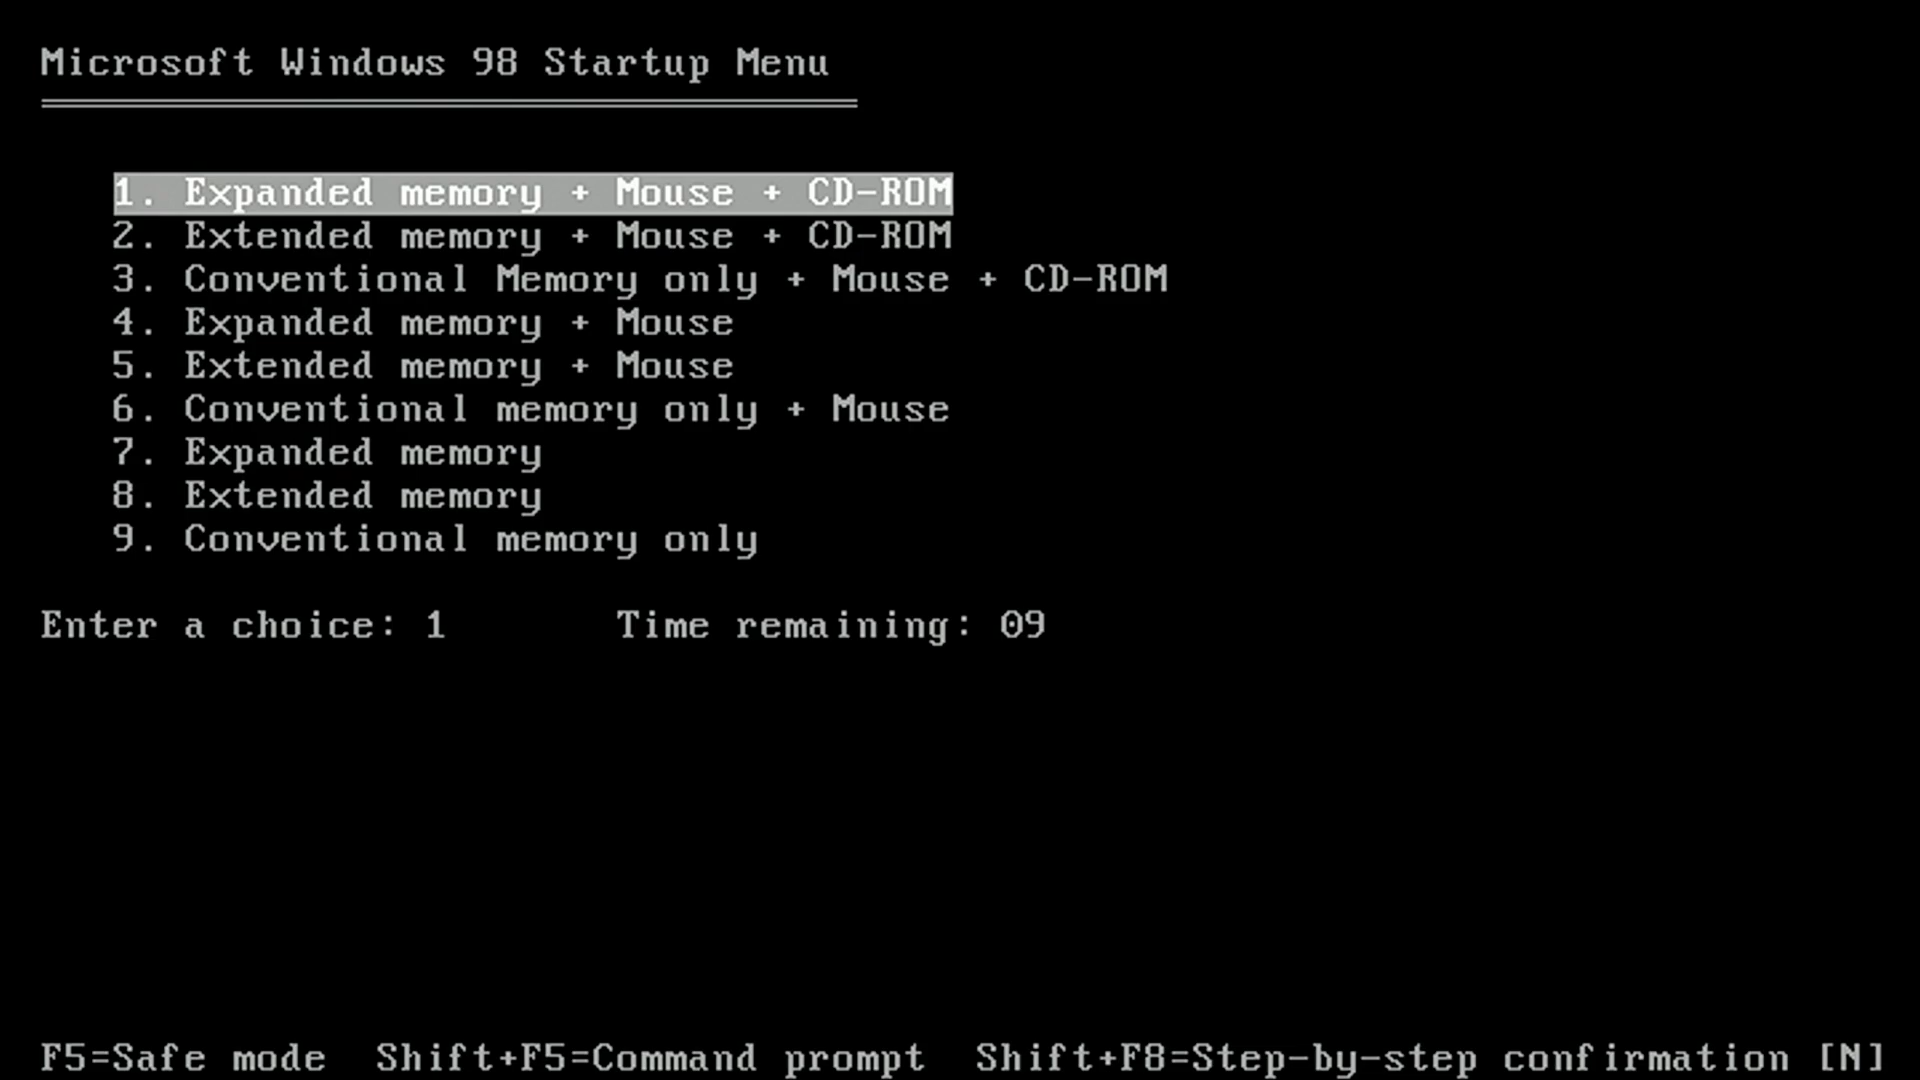 Microsoft Windows 98 Startup Menu
1. Expanded memory + Mouse + CD-ROM
2. Extended memory + Mouse + CD-ROM
3. Conventional Memory only + Mouse + CD-ROM
4. Expanded memory + Mouse
5. Extended memory + Mouse
6. Conventional memory only + Mouse
7. Expanded memory
8. Extended memory
9. Conventional memory only
Enter a choice: 1 Time remaining: 09
F5=Safe mode Shift+F5=Command prompt Shift+F8=Step-by-step confirmation [N]